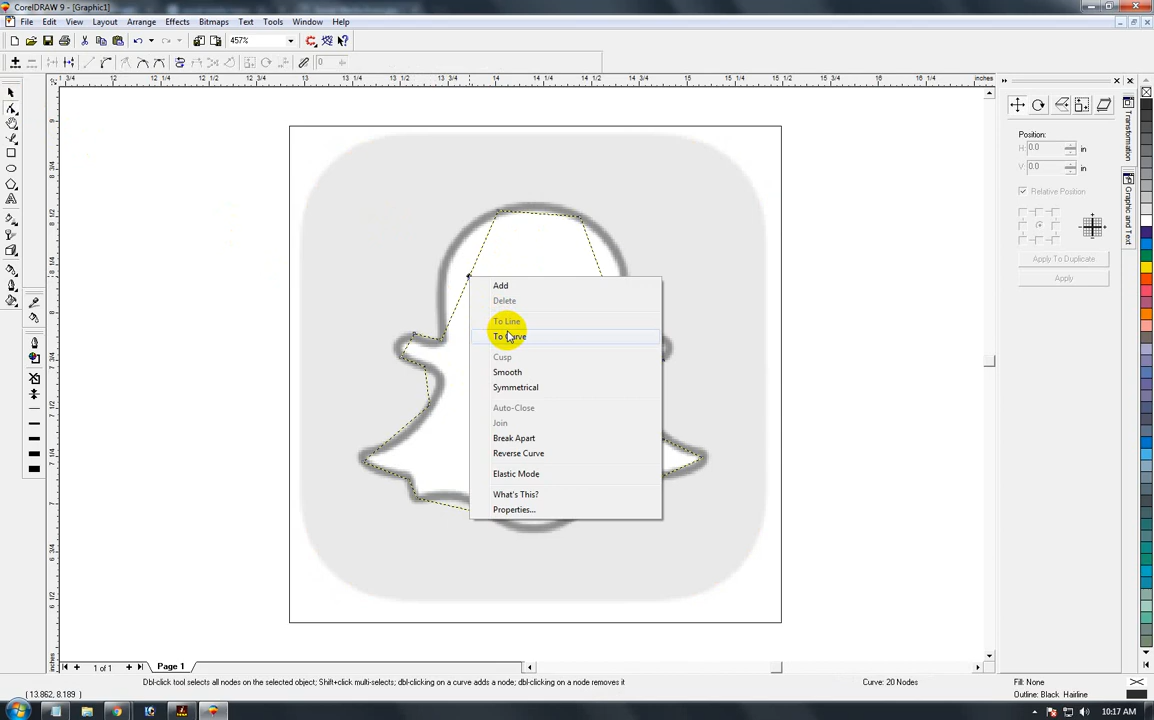 CorelDRAW 9 - [Graphic1]
File Edit View Layout Arrange Effects Bitmaps Text Tools Window Help
457%
0
inches
Position:
H: 0.0 in
V: 0.0 in
Relative Position
Apply To Duplicate
Apply
Transformation
Graphic and Text
Add
Delete
To Line
To Curve
Cusp
Smooth
Symmetrical
Auto-Close
Join
Break Apart
Reverse Curve
Elastic Mode
What's This?
Properties...
1 of 1 Page 1
Dbl-click tool selects all nodes on the selected object; Shift+click multi-selects; dbl-clicking on a curve adds a node; dbl-clicking on a node removes it
Curve: 20 Nodes
Fill: None
( 13.862, 8.189 )
Outline: Black Hairline
10:17 AM